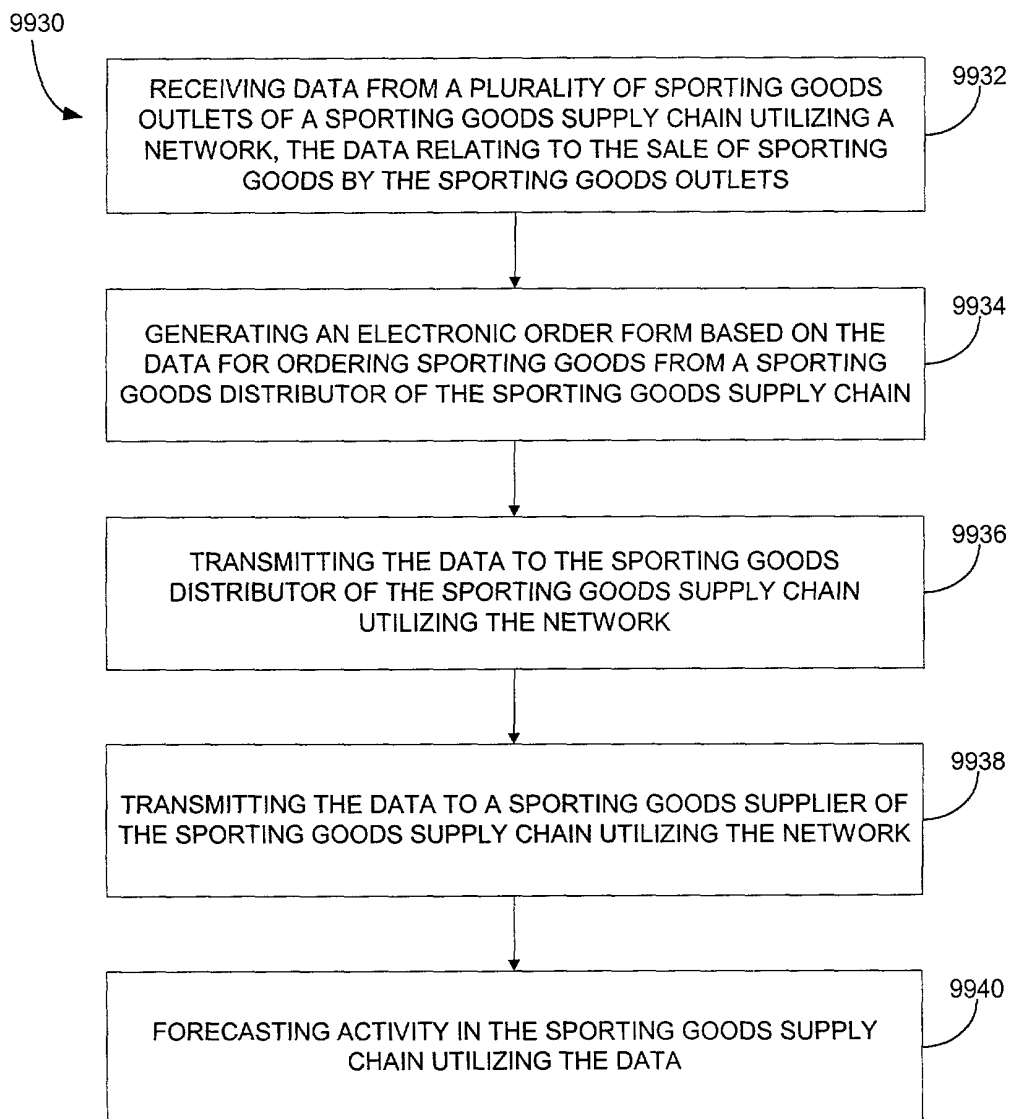 9930
RECEIVING DATA FROM A PLURALITY OF SPORTING GOODS
OUTLETS OF A SPORTING GOODS SUPPLY CHAIN UTILIZING A
NETWORK, THE DATA RELATING TO THE SALE OF SPORTING
GOODS BY THE SPORTING GOODS OUTLETS
9932
GENERATING AN ELECTRONIC ORDER FORM BASED ON THE
DATA FOR ORDERING SPORTING GOODS FROM A SPORTING
GOODS DISTRIBUTOR OF THE SPORTING GOODS SUPPLY CHAIN
9934
TRANSMITTING THE DATA TO THE SPORTING GOODS
DISTRIBUTOR OF THE SPORTING GOODS SUPPLY CHAIN
UTILIZING THE NETWORK
9936
TRANSMITTING THE DATA TO A SPORTING GOODS SUPPLIER OF
THE SPORTING GOODS SUPPLY CHAIN UTILIZING THE NETWORK
9938
FORECASTING ACTIVITY IN THE SPORTING GOODS SUPPLY
CHAIN UTILIZING THE DATA
9940